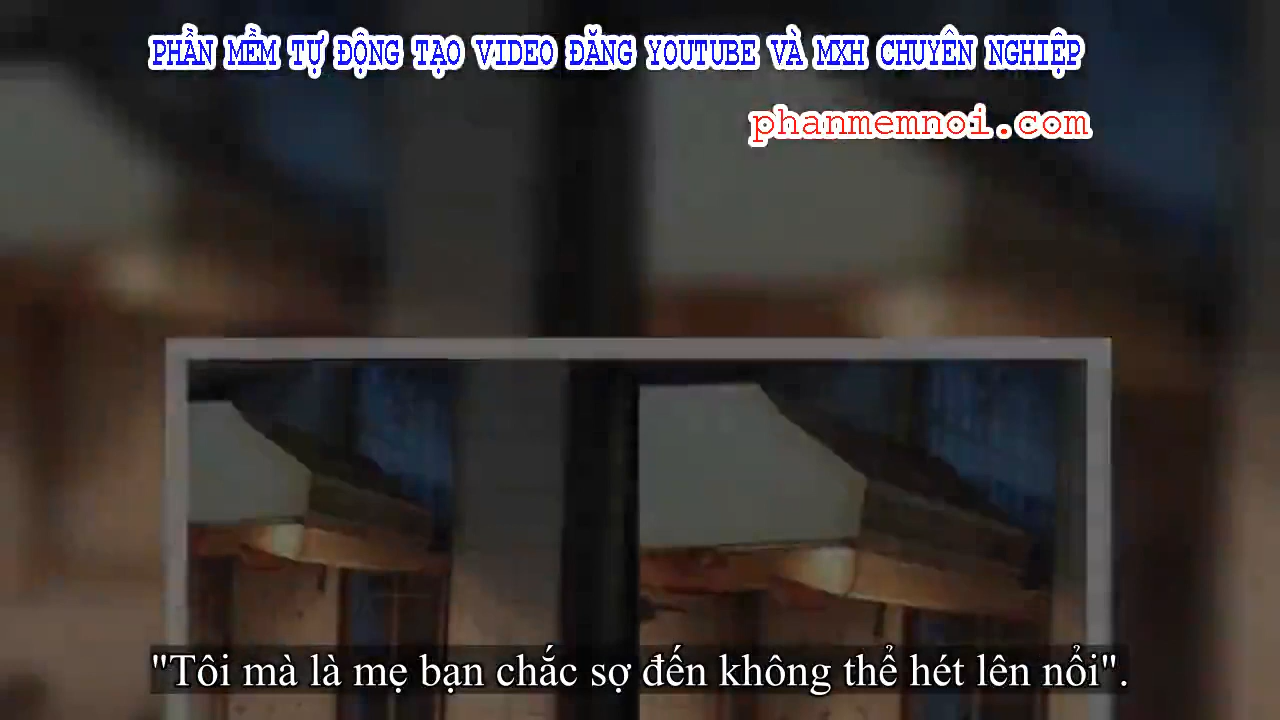 PHẦN MỀM TỰ ĐỘNG TẠO VIDEO ĐĂNG YOUTUBE VÀ MXH CHUYÊN NGHIỆP
phanmemnoi.com
"Tôi mà là mẹ bạn chắc sợ đến không thể hét lên nổi".